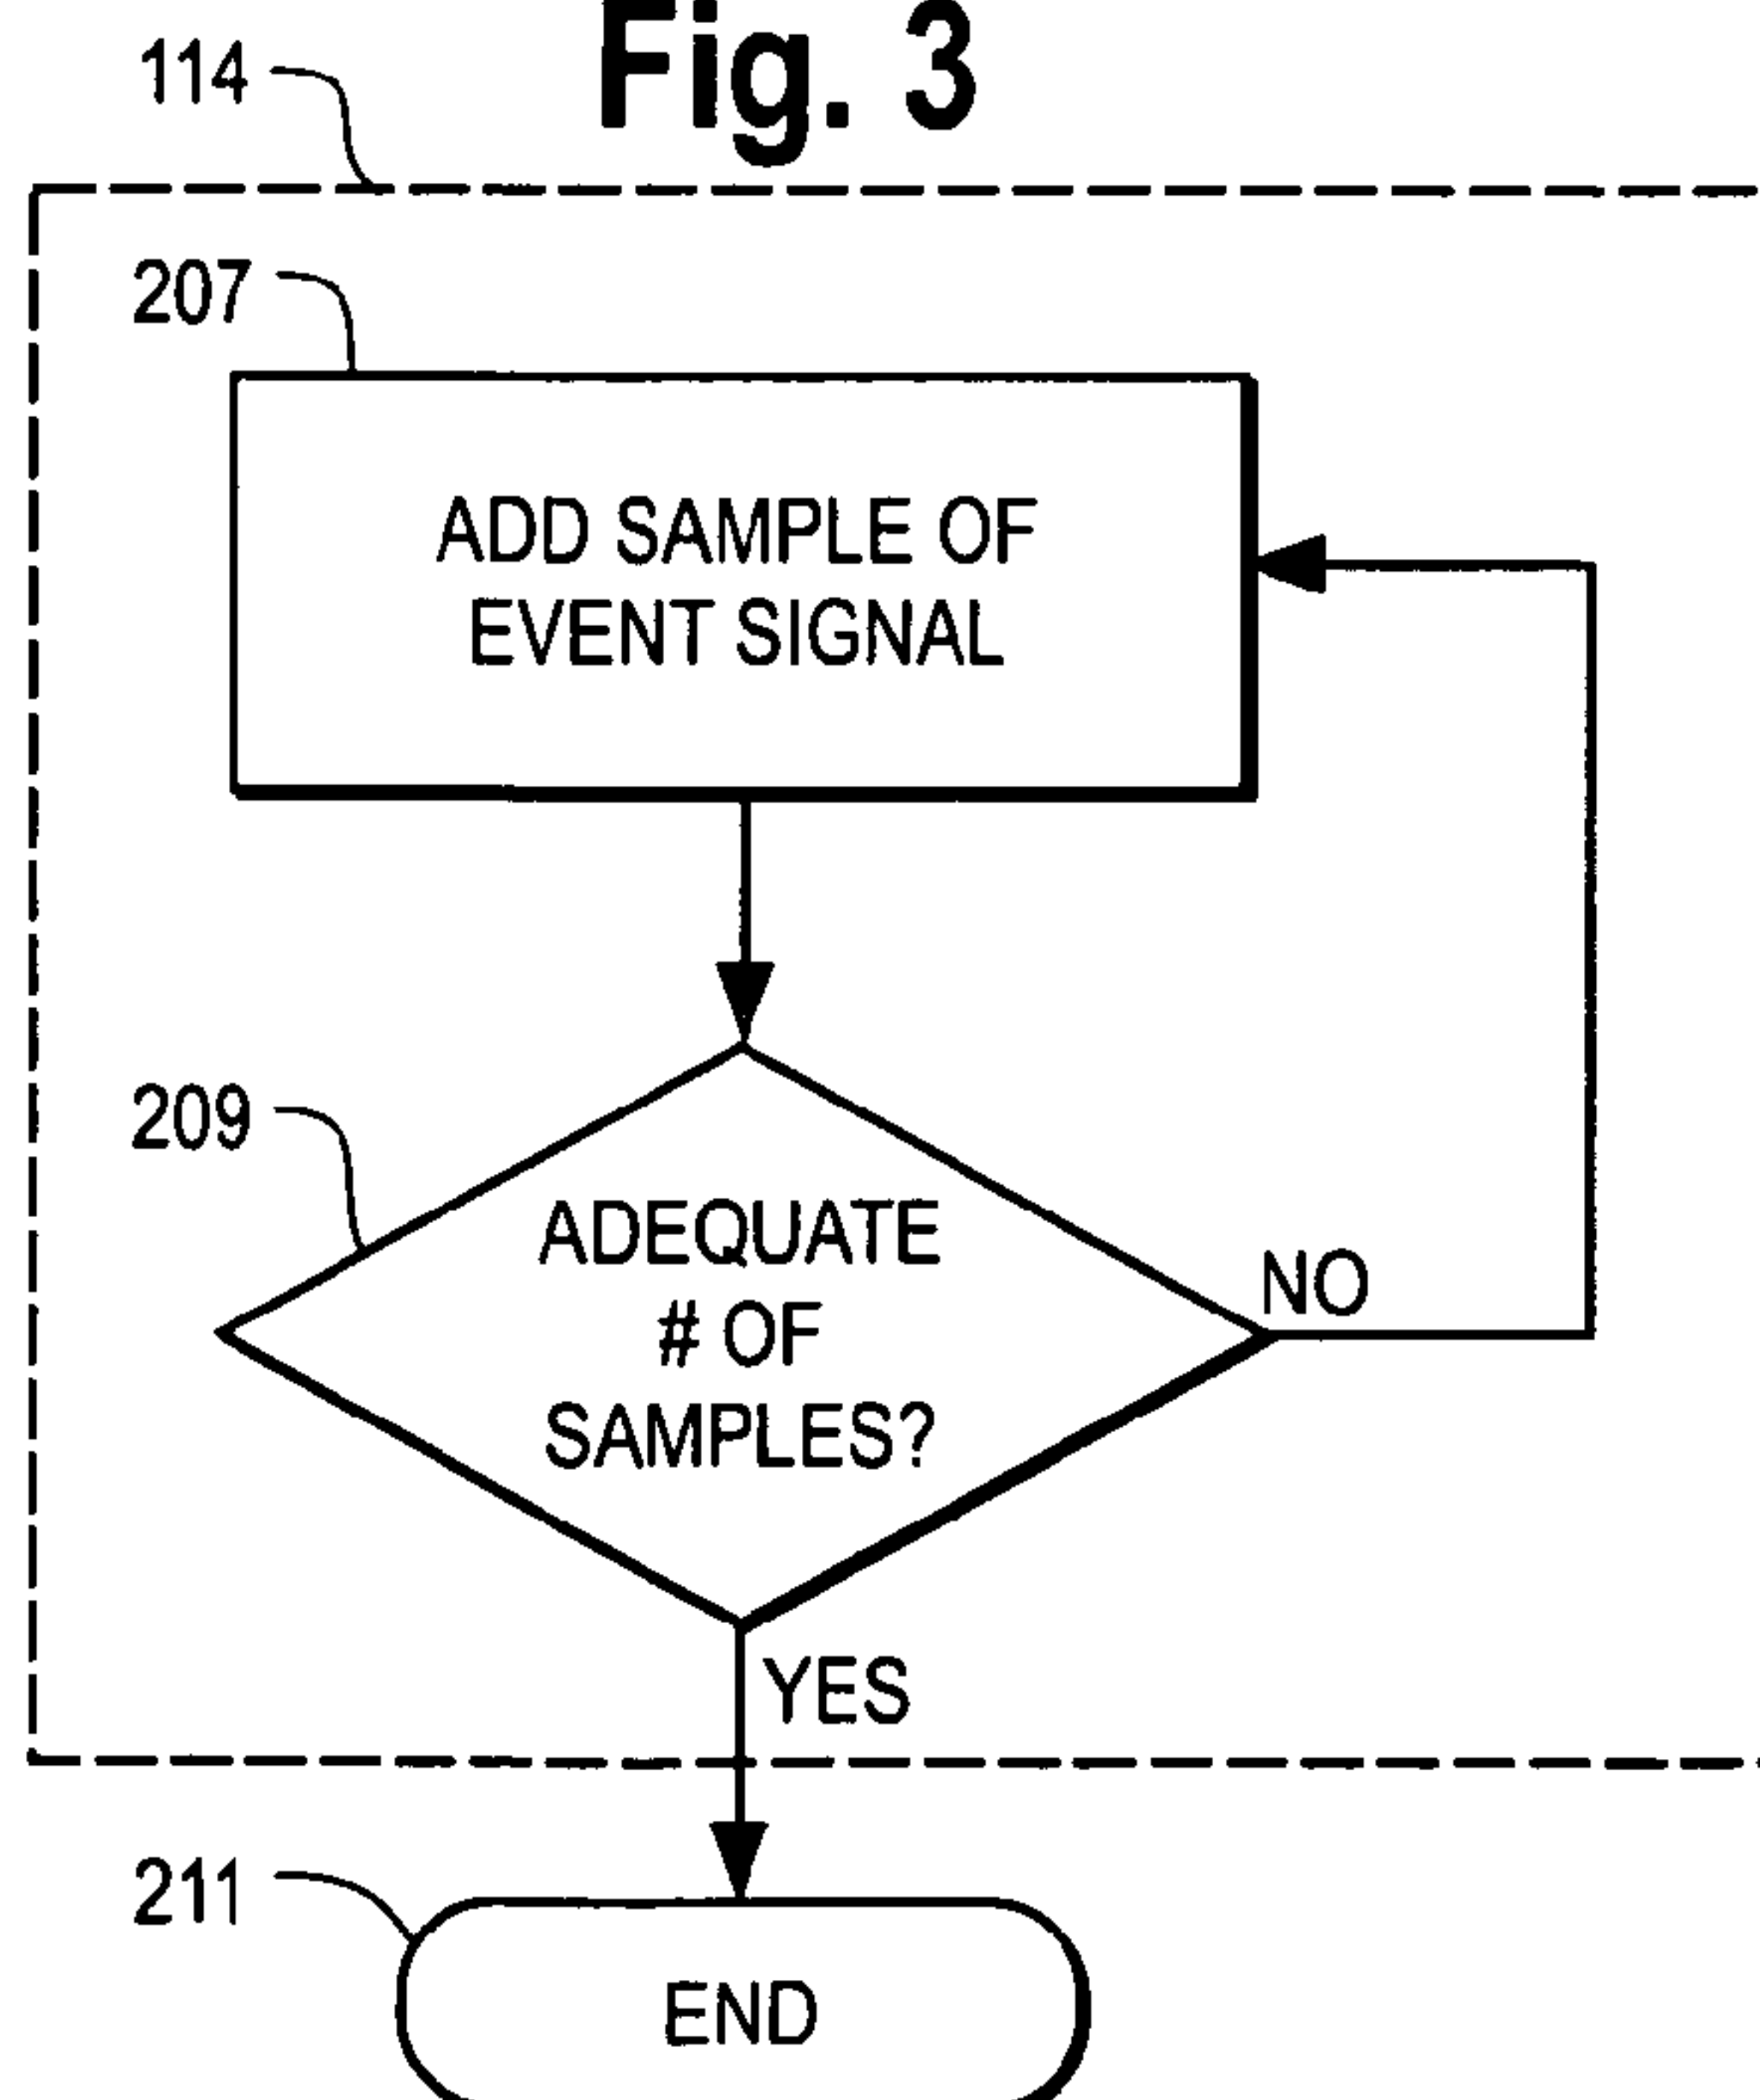 Fig. 3
114
207
ADD SAMPLE OF
EVENT SIGNAL
209
ADEQUATE
# OF
SAMPLES?
NO
YES
211
END